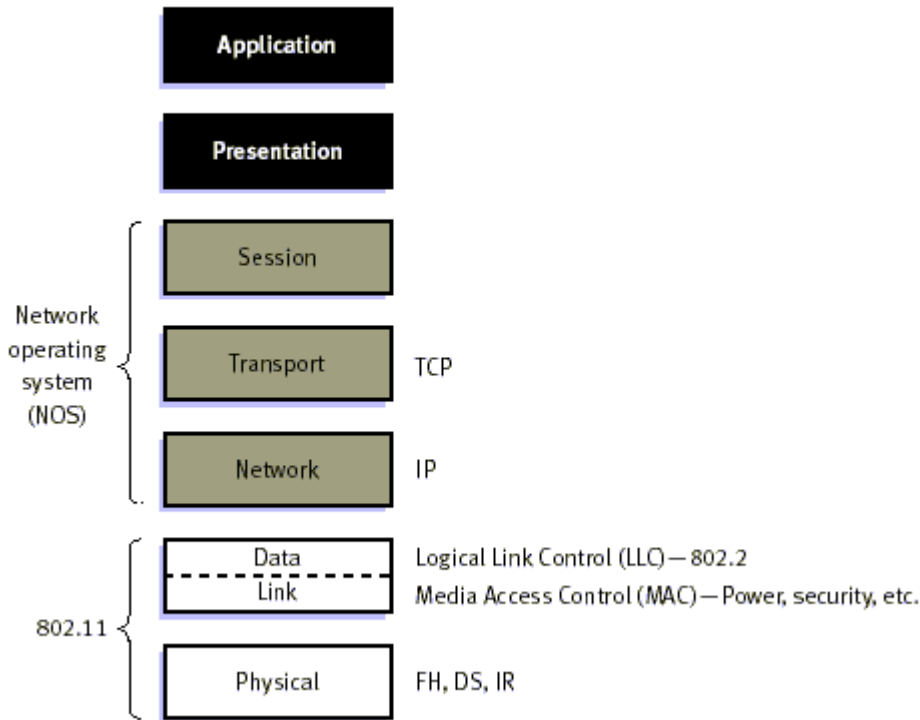 Application
Presentation
Session
Network
operating
system
(NOS)
Transport
TCP
Network
IP
Data
Link
Logical Link Control (LLC)—802.2
Media Access Control (MAC)—Power, security, etc.
802.11
Physical
FH, DS, IR